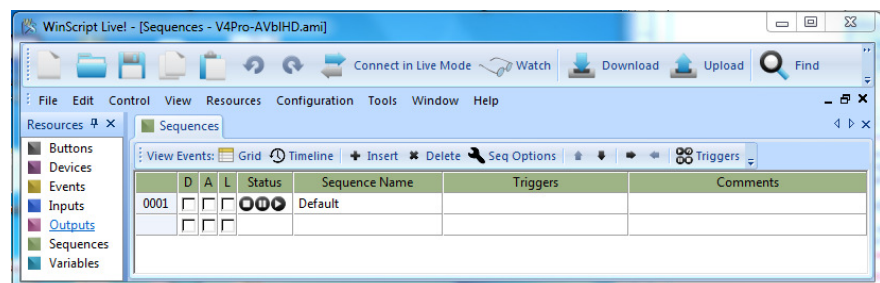 WinScript Live! - [Sequences - V4Pro-AVblHD.ami]
Connect in Live Mode Watch Download Upload Find
File Edit Control View Resources Configuration Tools Window Help
Resources
Sequences
Buttons
Devices
Events
Inputs
Outputs
Sequences
Variables
View Events: Grid Timeline Insert Delete Seq Options Triggers
D A L Status Sequence Name Triggers Comments
0001 Default